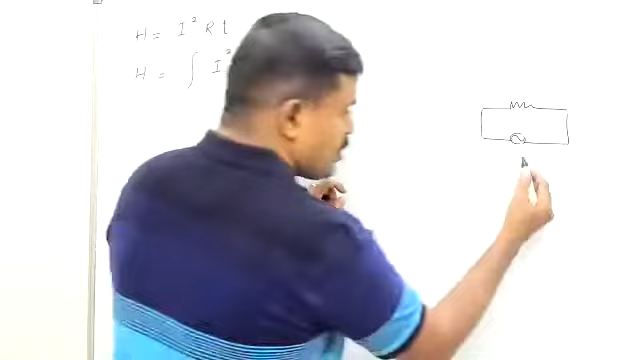 H = I² R t
H = ∫ I²